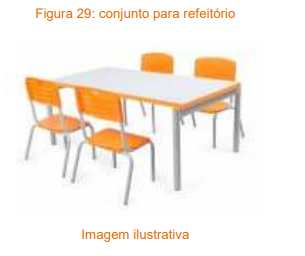 Figura 29: conjunto para refeitório
Imagem ilustrativa